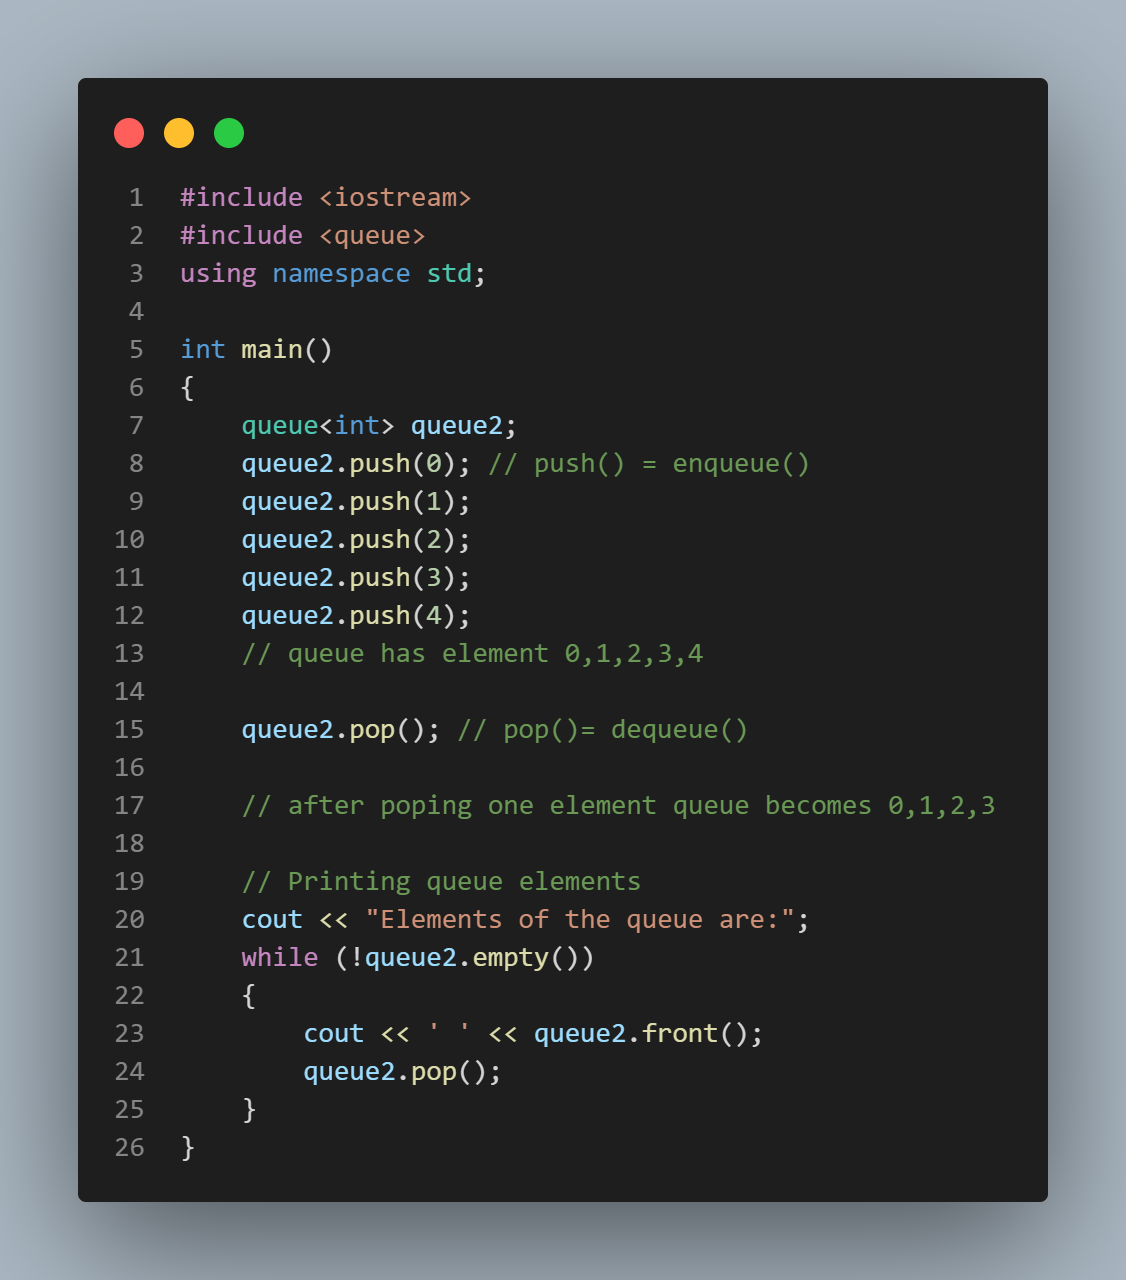 1 #include <iostream>
2 #include <queue>
3 using namespace std;
4
5 int main()
6 {
7     queue<int> queue2;
8     queue2.push(0); // push() = enqueue()
9     queue2.push(1);
10     queue2.push(2);
11     queue2.push(3);
12     queue2.push(4);
13     // queue has element 0,1,2,3,4
14
15     queue2.pop(); // pop()= dequeue()
16
17     // after poping one element queue becomes 0,1,2,3
18
19     // Printing queue elements
20     cout << "Elements of the queue are:";
21     while (!queue2.empty())
22     {
23         cout << ' ' << queue2.front();
24         queue2.pop();
25     }
26 }